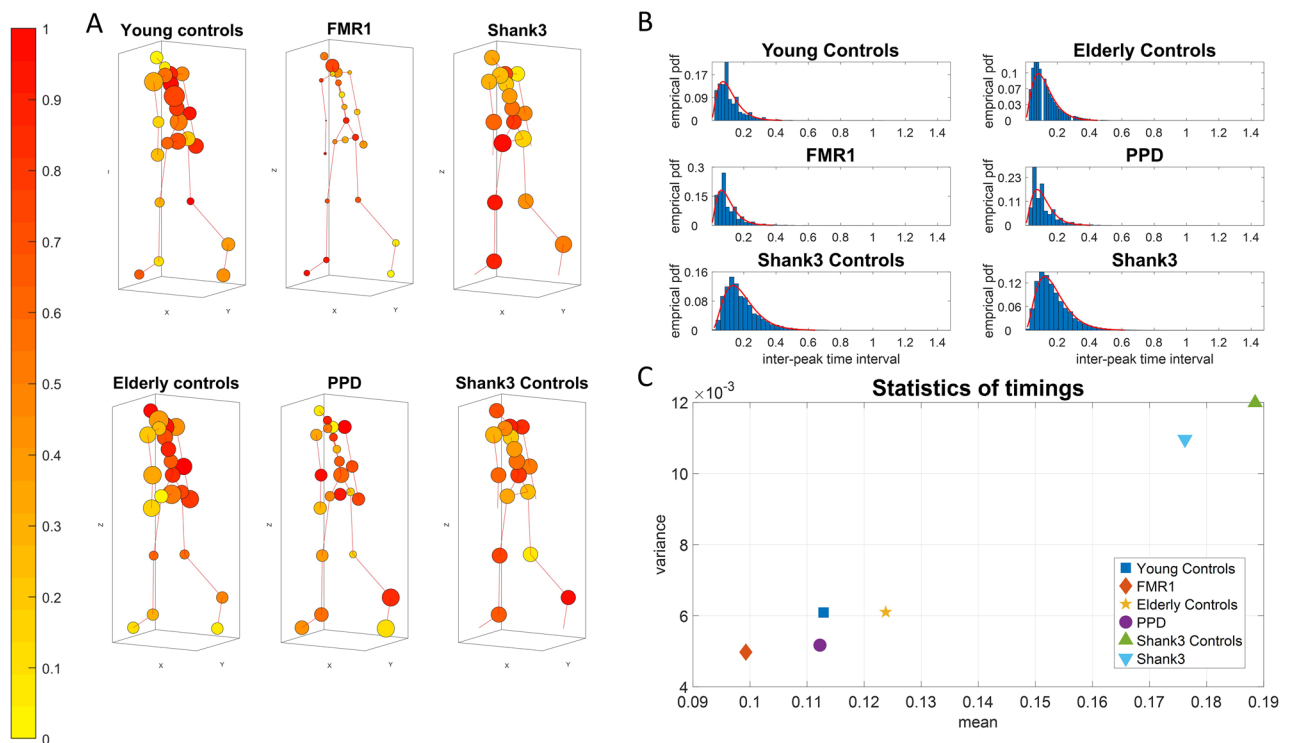 A
Young controls
FMR1
Shank3
1
0.9
0.8
0.7
0.6
0.5
0.4
0.3
0.2
0.1
0
Z
Z
X
Y
X
Y
X
Y
Elderly controls
PPD
Shank3 Controls
Z
Z
Z
X
Y
X
Y
X
Y
B
Young Controls
emprical pdf
0.17
0.09
0
0.2 0.4 0.6 0.8 1 1.2 1.4
Elderly Controls
emprical pdf
0.1
0.07
0.03
0
0.2 0.4 0.6 0.8 1 1.2 1.4
FMR1
emprical pdf
0.3
0.15
0
0.2 0.4 0.6 0.8 1 1.2 1.4
PPD
emprical pdf
0.23
0.11
0
0.2 0.4 0.6 0.8 1 1.2 1.4
Shank3 Controls
emprical pdf
0.16
0.08
0
0.2 0.4 0.6 0.8 1 1.2 1.4
inter-peak time interval
Shank3
emprical pdf
0.12
0.06
0
0.2 0.4 0.6 0.8 1 1.2 1.4
inter-peak time interval
C
Statistics of timings
×10⁻³
12
10
8
6
4
variance
0.09 0.1 0.11 0.12 0.13 0.14 0.15 0.16 0.17 0.18 0.19
mean
Young Controls
FMR1
Elderly Controls
PPD
Shank3 Controls
Shank3